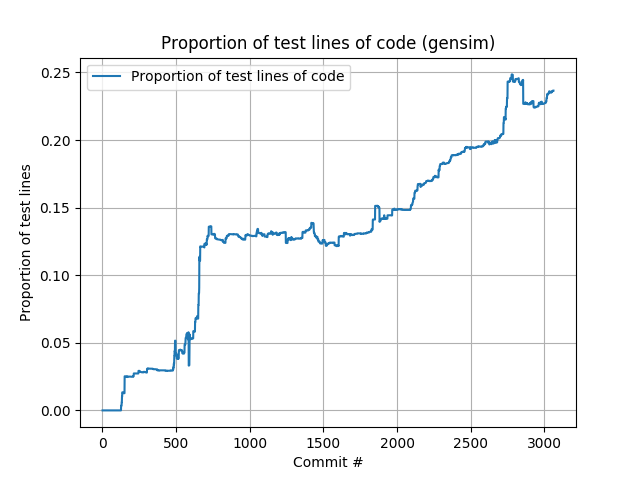 Proportion of test lines of code (gensim)
Proportion of test lines of code
0.25
0.20
0.15
0.10
0.05
0.00
Proportion of test lines
0 500 1000 1500 2000 2500 3000
Commit #